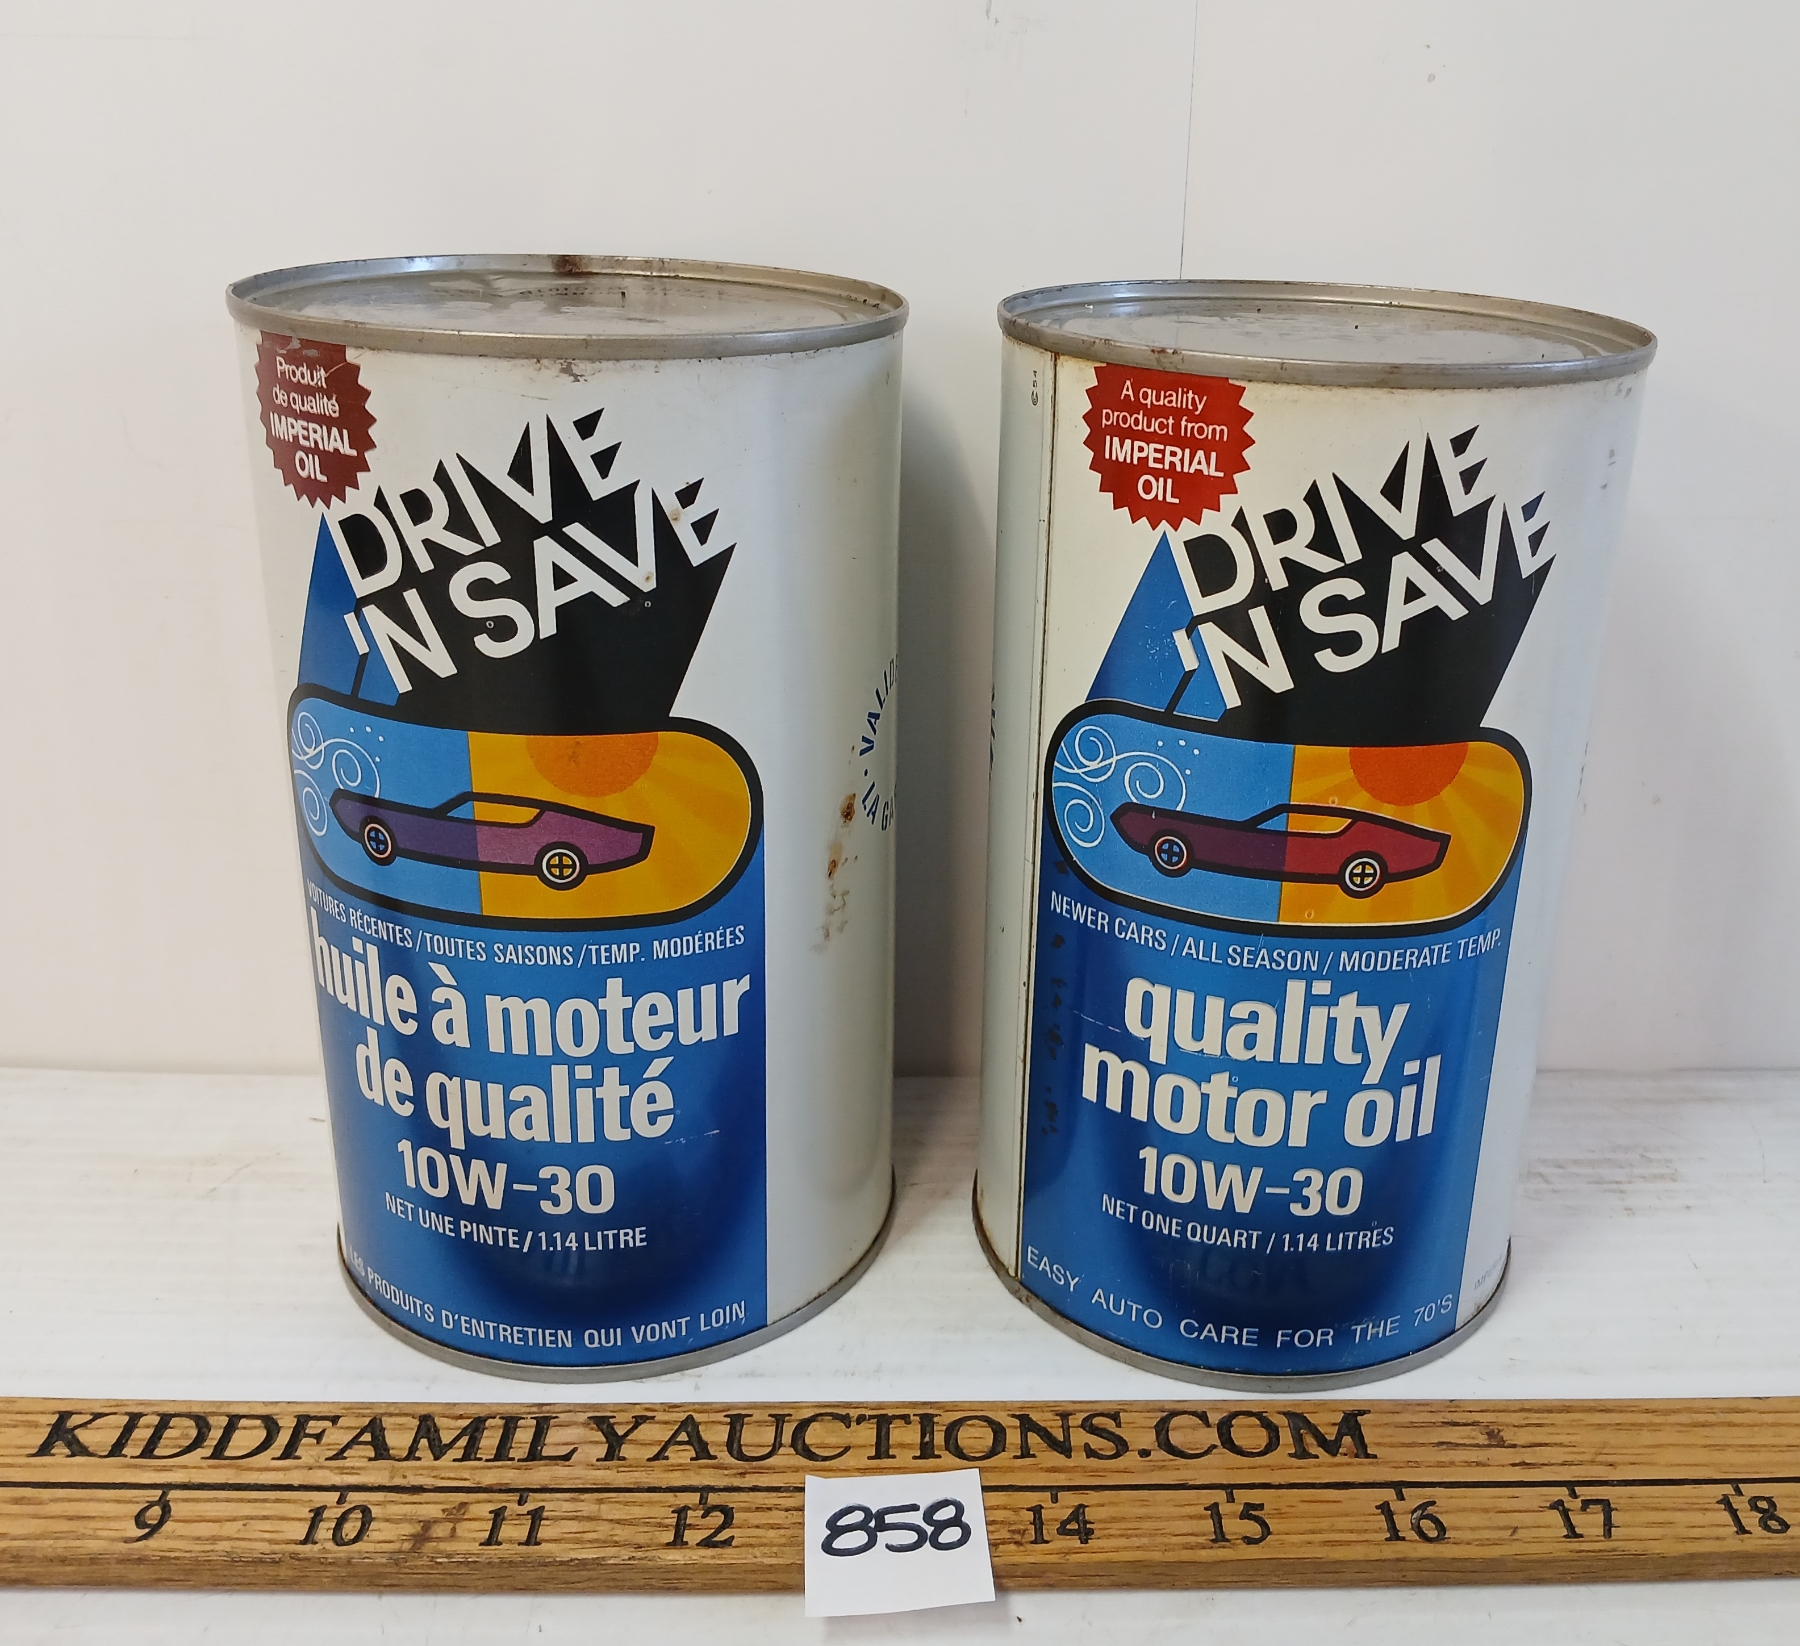 Produit
de qualité
IMPERIAL
OIL
DRIVE
'N SAVE
VOITURES RÉCENTES / TOUTES SAISONS / TEMP. MODÉRÉES
huile à moteur
de qualité
10W-30
NET UNE PINTE / 1.14 LITRE
LES PRODUITS D'ENTRETIEN QUI VONT LOIN
A quality
product from
IMPERIAL
OIL
DRIVE
'N SAVE
NEWER CARS / ALL SEASON / MODERATE TEMP.
quality
motor oil
10W-30
NET ONE QUART / 1.14 LITRES
EASY AUTO CARE FOR THE 70'S
KIDDFAMILYAUCTIONS.COM
9 10 11 12 14 15 16 17 18
858